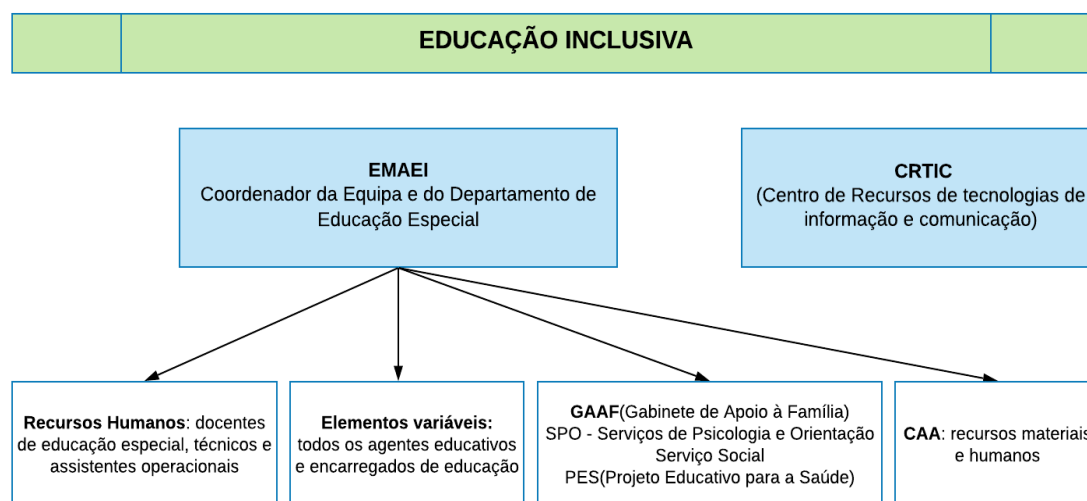 EDUCAÇÃO INCLUSIVA
EMAEI
Coordenador da Equipa e do Departamento de
Educação Especial
CRTIC
(Centro de Recursos de tecnologias de
informação e comunicação)
Recursos Humanos: docentes
de educação especial, técnicos e
assistentes operacionais
Elementos variáveis:
todos os agentes educativos
e encarregados de educação
GAAF(Gabinete de Apoio à Família)
SPO - Serviços de Psicologia e Orientação
Serviço Social
PES(Projeto Educativo para a Saúde)
CAA: recursos materiais
e humanos